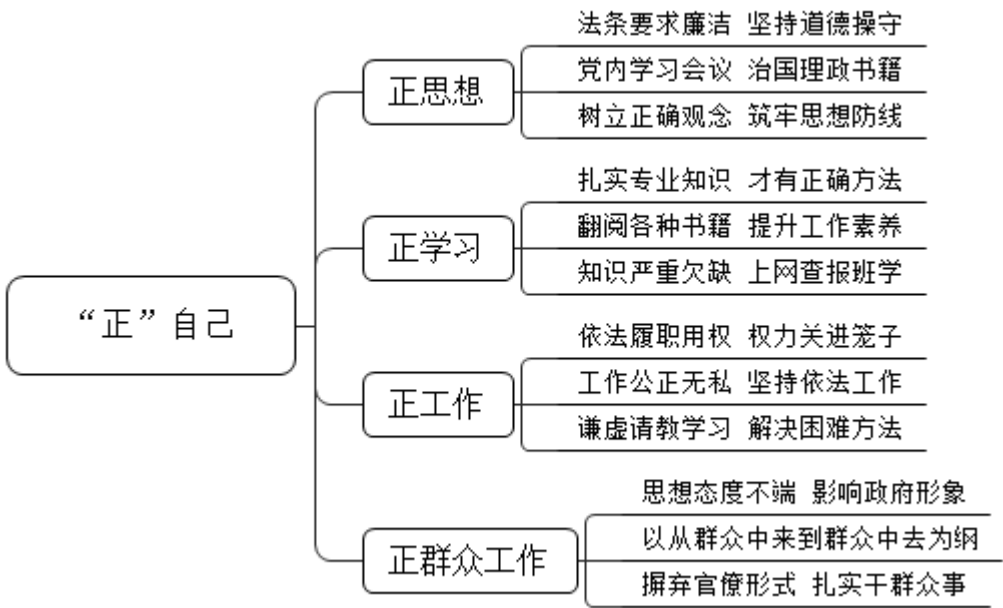 “正”自己
正思想
法条要求廉洁 坚持道德操守
党内学习会议 治国理政书籍
树立正确观念 筑牢思想防线
正学习
扎实专业知识 才有正确方法
翻阅各种书籍 提升工作素养
知识严重欠缺 上网查报班学
正工作
依法履职用权 权力关进笼子
工作公正无私 坚持依法工作
谦虚请教学习 解决困难方法
正群众工作
思想态度不端 影响政府形象
以从群众中来到群众中去为纲
摒弃官僚形式 扎实干群众事